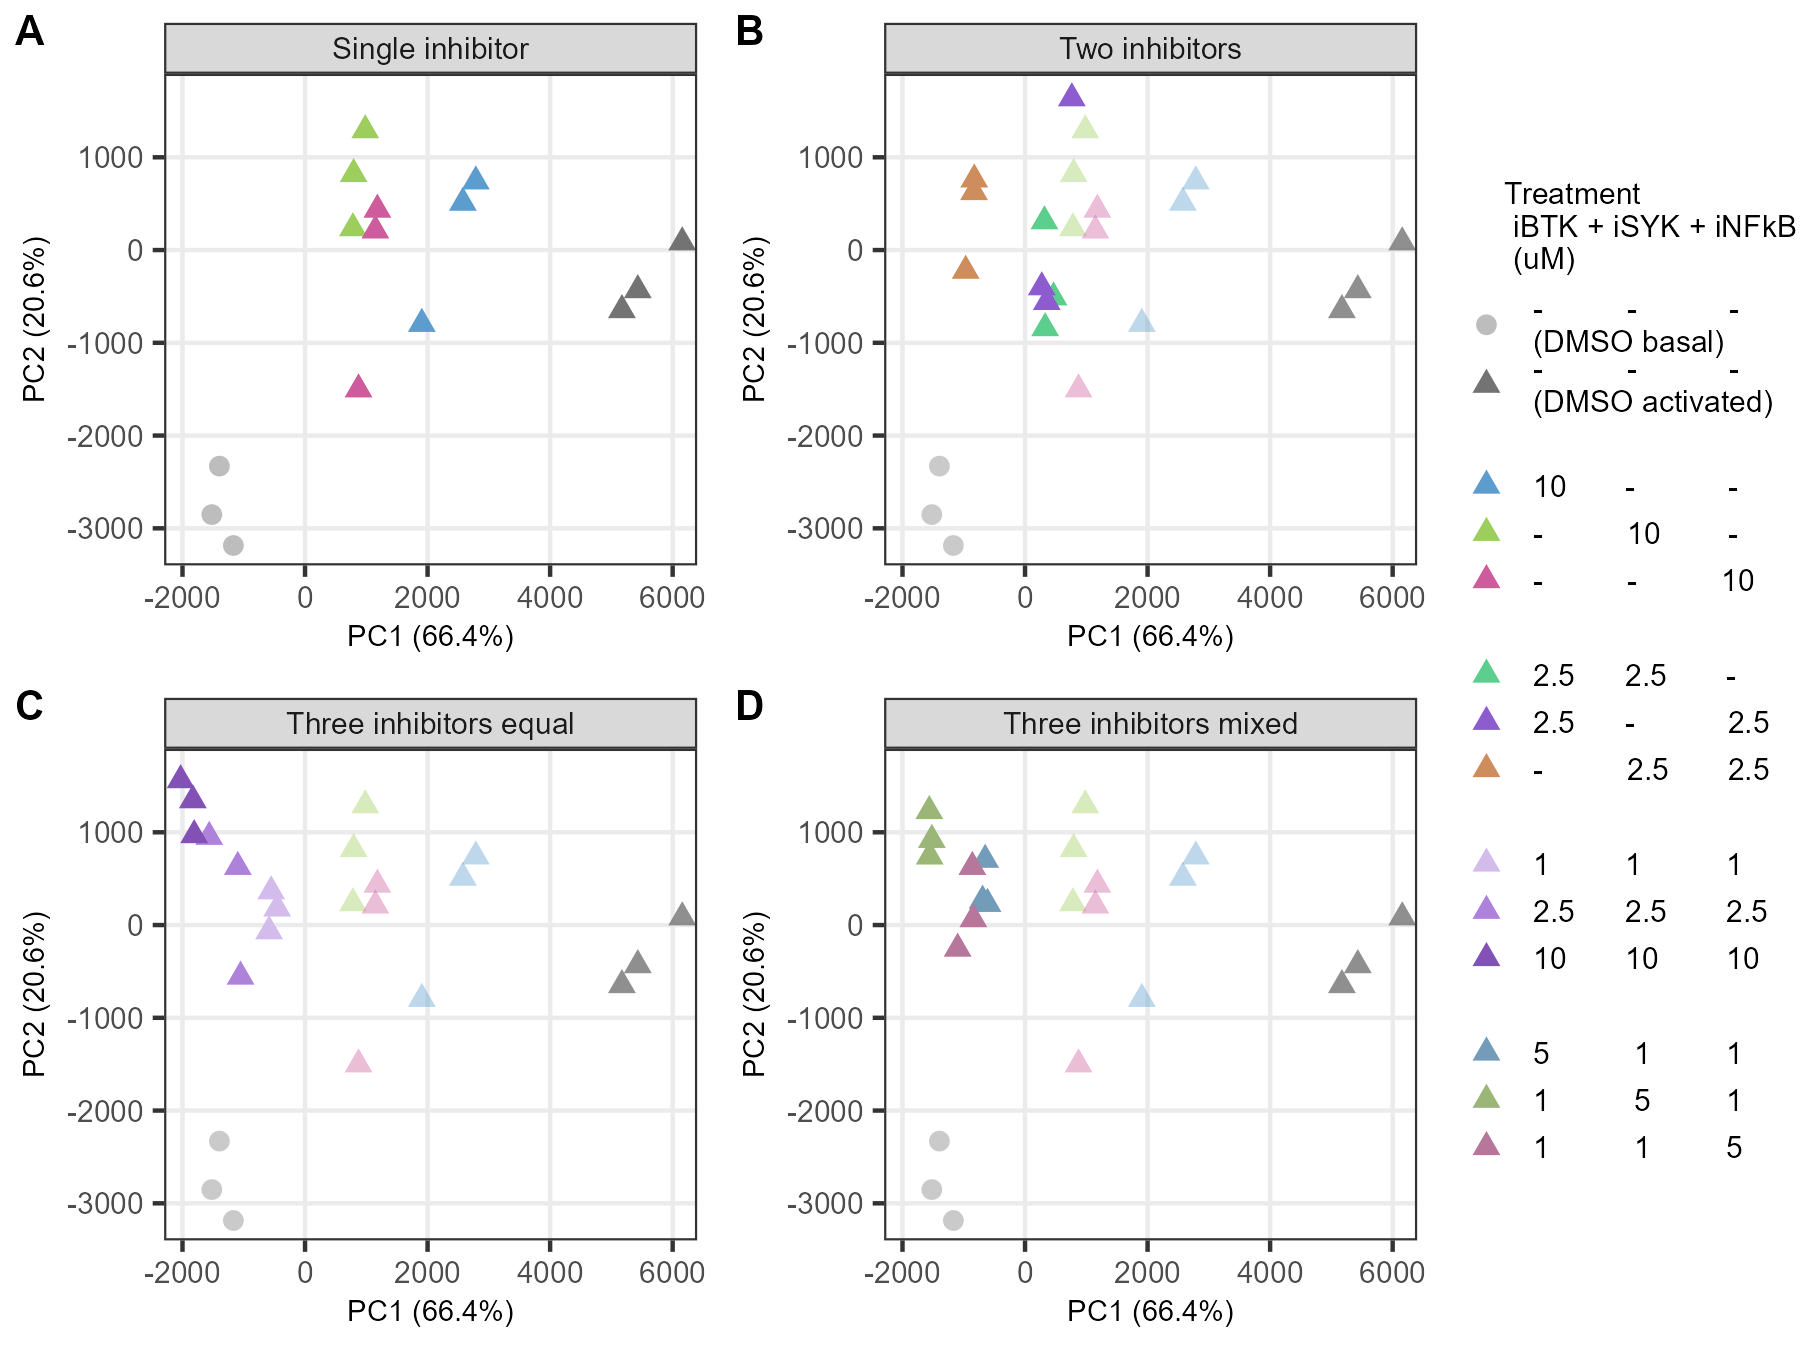 A
Single inhibitor
1000
0
-1000
-2000
-3000
PC2 (20.6%)
-2000 0 2000 4000 6000
PC1 (66.4%)
B
Two inhibitors
1000
0
-1000
-2000
-3000
PC2 (20.6%)
-2000 0 2000 4000 6000
PC1 (66.4%)
C
Three inhibitors equal
1000
0
-1000
-2000
-3000
PC2 (20.6%)
-2000 0 2000 4000 6000
PC1 (66.4%)
D
Three inhibitors mixed
1000
0
-1000
-2000
-3000
PC2 (20.6%)
-2000 0 2000 4000 6000
PC1 (66.4%)
Treatment
iBTK + iSYK + iNFkB
(uM)
- - -
(DMSO basal)
- - -
(DMSO activated)
10 - -
- 10 -
- - 10
2.5 2.5 -
2.5 - 2.5
- 2.5 2.5
1 1 1
2.5 2.5 2.5
10 10 10
5 1 1
1 5 1
1 1 5